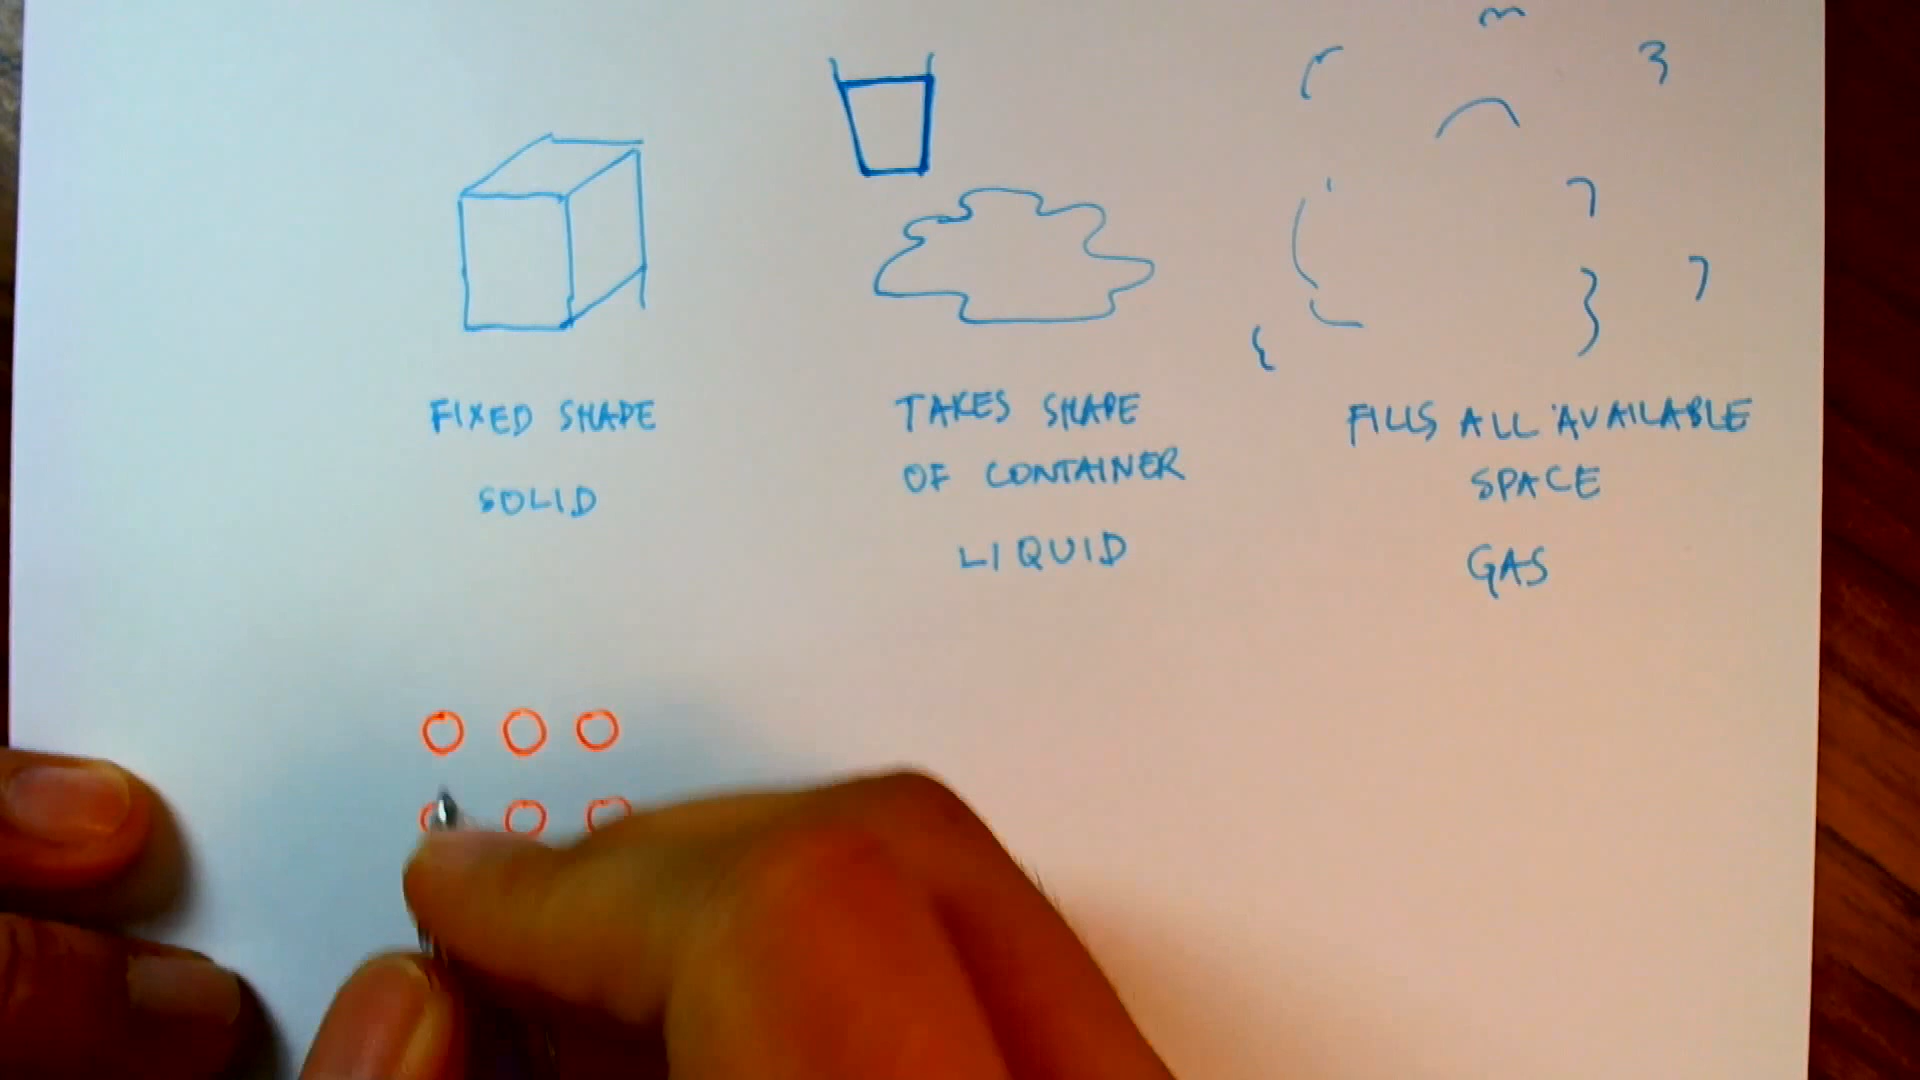 FIXED SHAPE
SOLID
TAKES SHAPE
OF CONTAINER
LIQUID
FILLS ALL AVAILABLE
SPACE
GAS